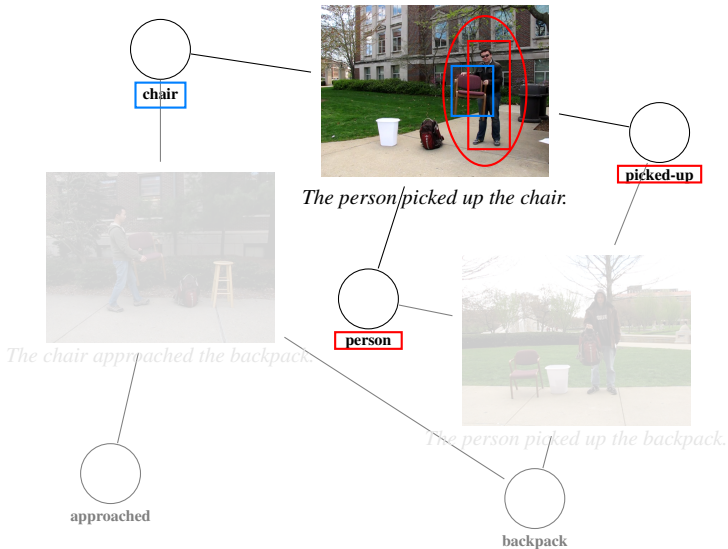 chair
picked-up
The person picked up the chair.
person
The chair approached the backpack.
The person picked up the backpack.
approached
backpack